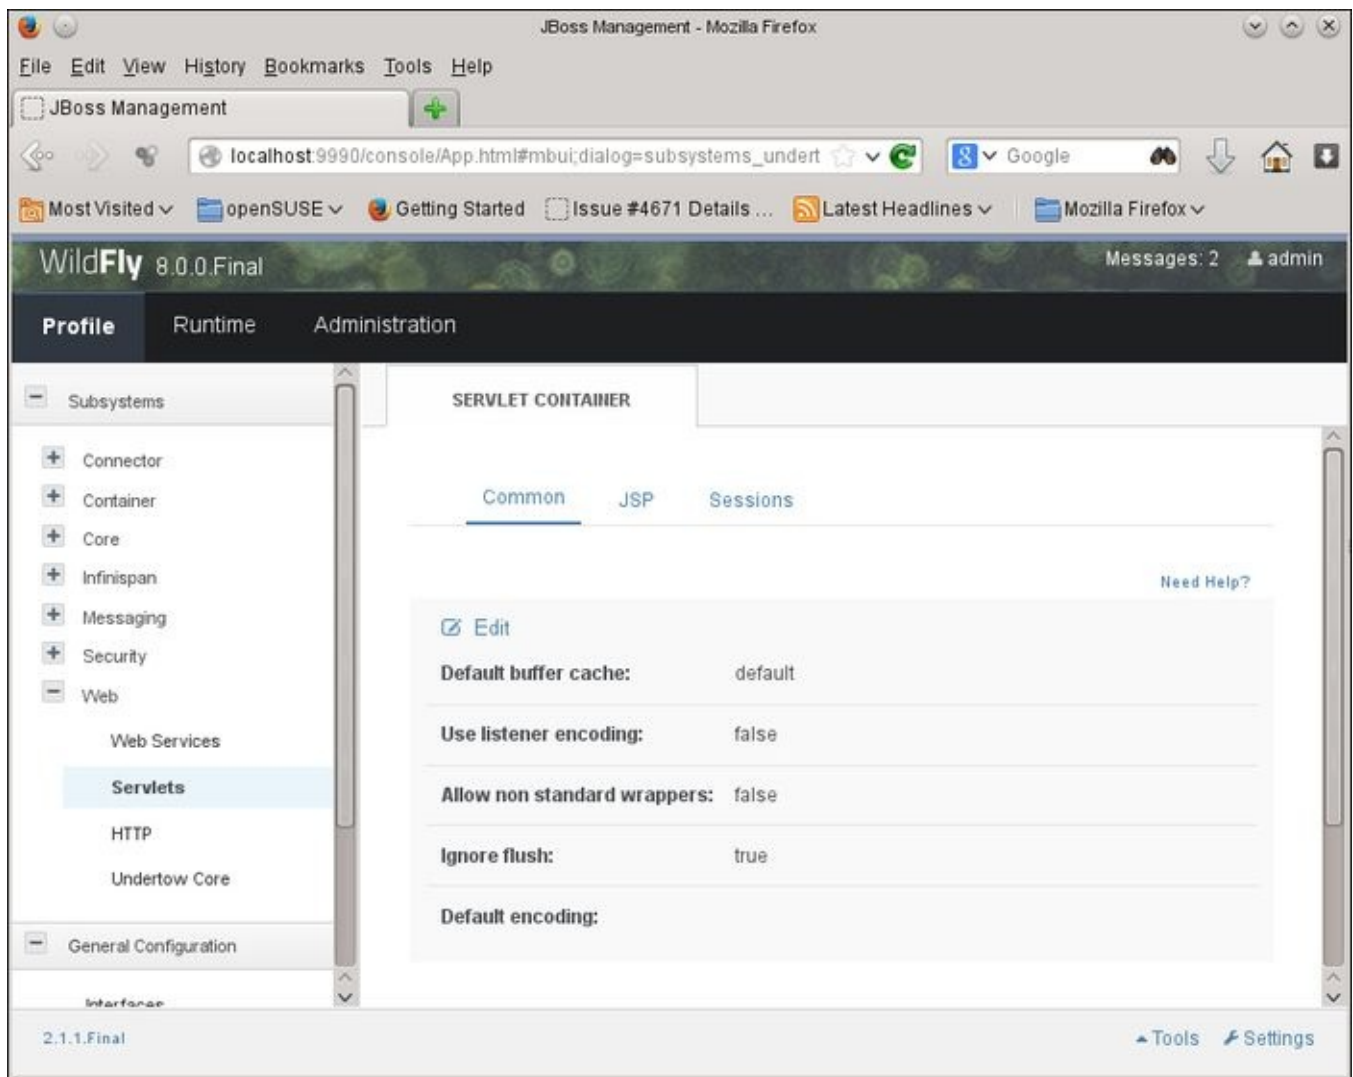 JBoss Management - Mozilla Firefox
File Edit View History Bookmarks Tools Help
JBoss Management
localhost:9990/console/App.html#mbui;dialog=subsystems_undert
8 Google
Most Visited openSUSE Getting Started Issue #4671 Details ... Latest Headlines Mozilla Firefox
WildFly 8.0.0.Final
Messages: 2 admin
Profile Runtime Administration
Subsystems
Connector
Container
Core
Infinispan
Messaging
Security
Web
Web Services
Servlets
HTTP
Undertow Core
General Configuration
Interfaces
SERVLET CONTAINER
Common JSP Sessions
Need Help?
Edit
Default buffer cache: default
Use listener encoding: false
Allow non standard wrappers: false
Ignore flush: true
Default encoding:
2.1.1.Final
Tools Settings